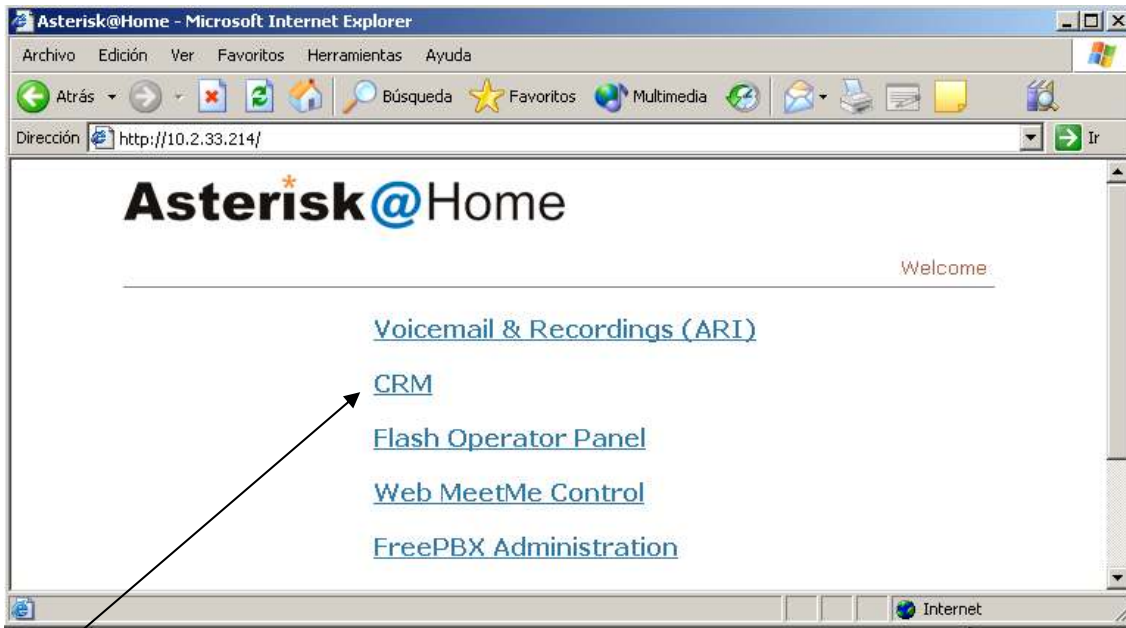 Asterisk@Home - Microsoft Internet Explorer
Archivo Edición Ver Favoritos Herramientas Ayuda
Atrás Búsqueda Favoritos Multimedia
Dirección http://10.2.33.214/ Ir
Asterisk@Home
Welcome
Voicemail & Recordings (ARI)
CRM
Flash Operator Panel
Web MeetMe Control
FreePBX Administration
Internet